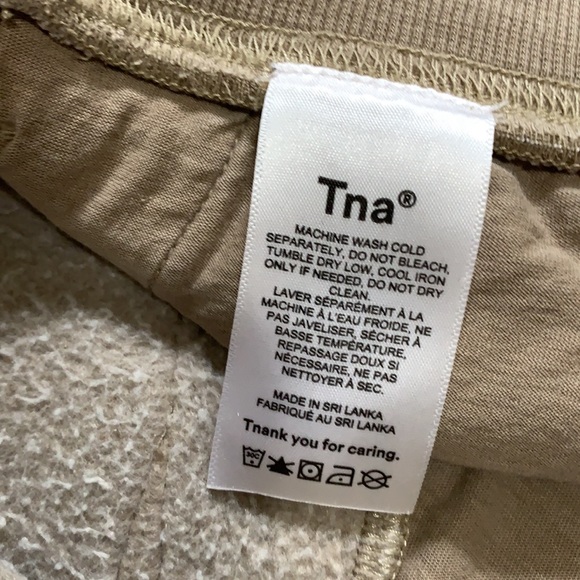 Tna®
MACHINE WASH COLD
SEPARATELY, DO NOT BLEACH,
TUMBLE DRY LOW, COOL IRON
ONLY IF NEEDED, DO NOT DRY
CLEAN.
LAVER SÉPARÉMENT À LA
MACHINE À L'EAU FROIDE, NE
PAS JAVELISER, SÉCHER À
BASSE TEMPÉRATURE,
REPASSAGE DOUX SI
NÉCESSAIRE, NE PAS
NETTOYER À SEC.
MADE IN SRI LANKA
FABRIQUÉ AU SRI LANKA
Tnank you for caring.
30C